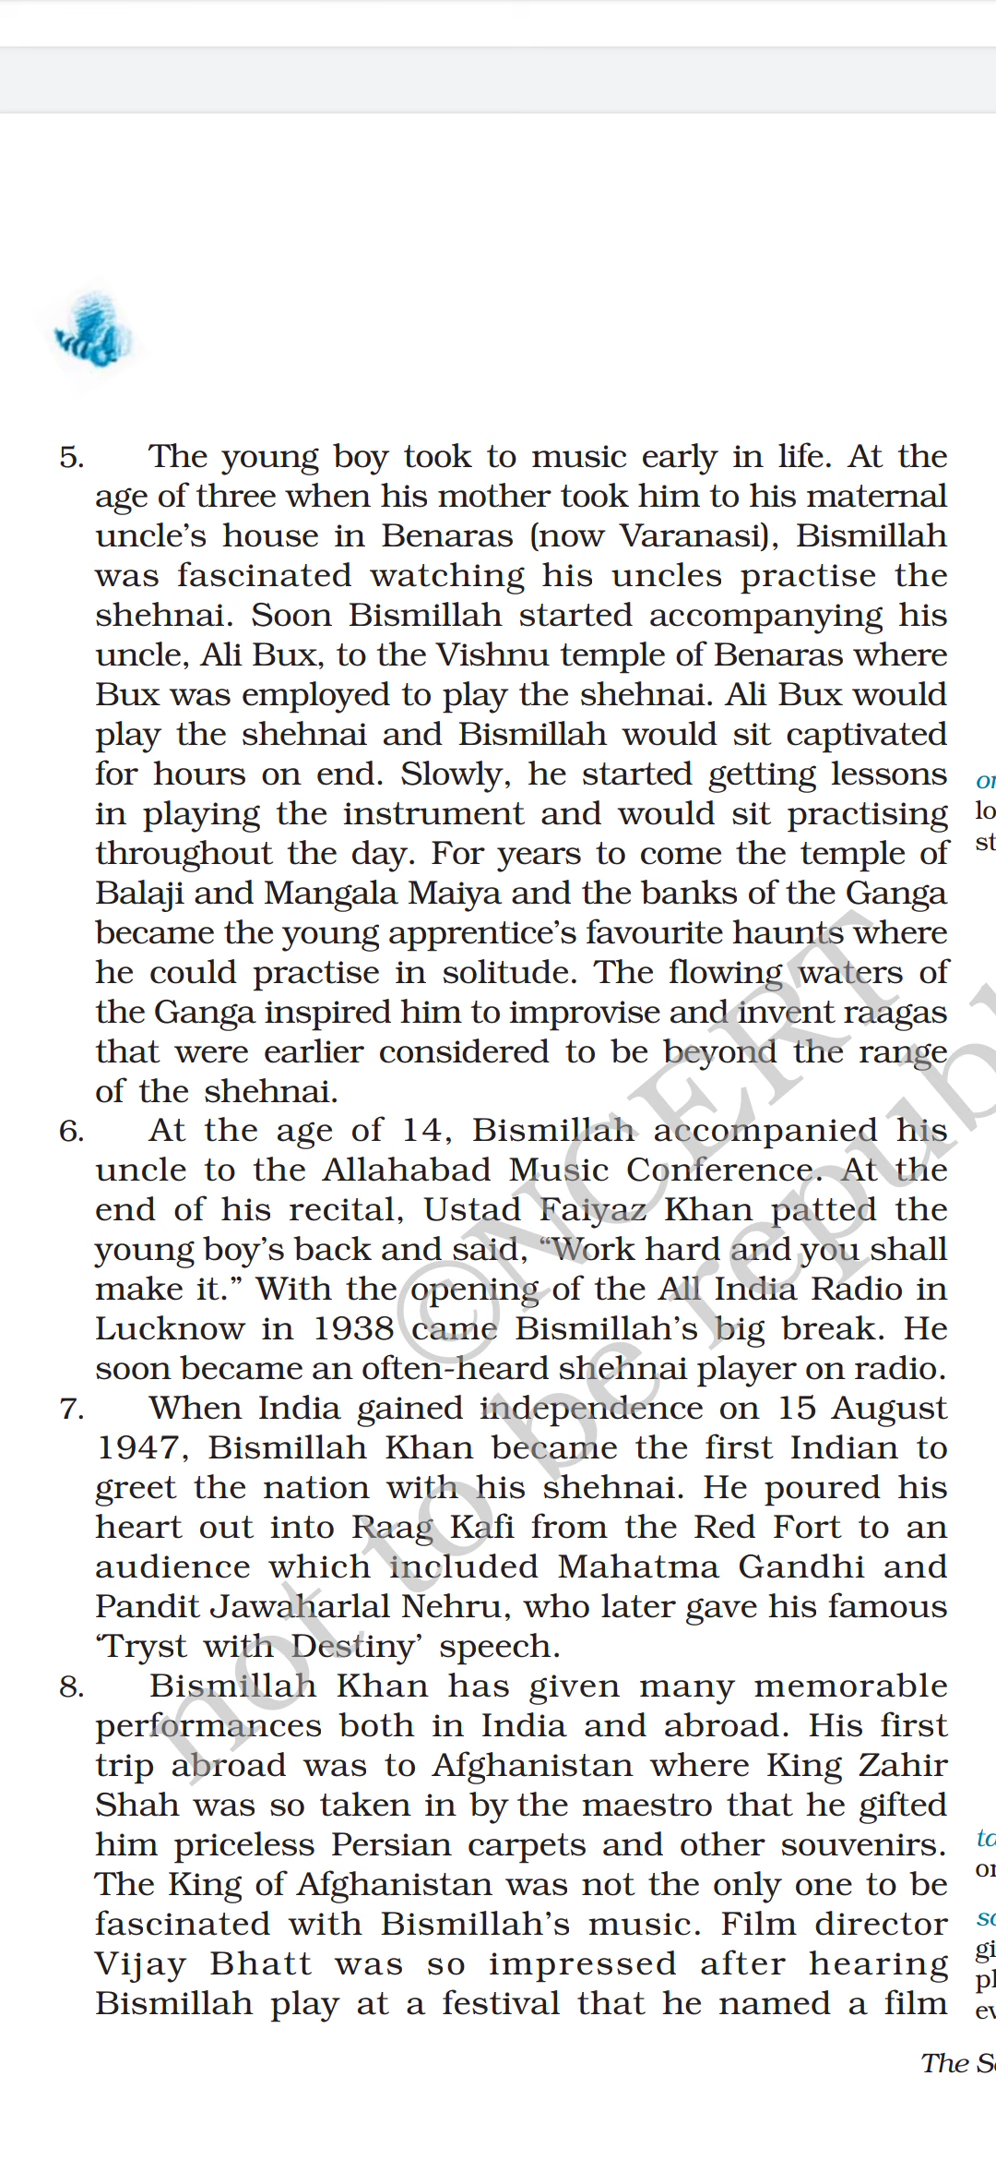 5. The young boy took to music early in life. At the
age of three when his mother took him to his maternal
uncle’s house in Benaras (now Varanasi), Bismillah
was fascinated watching his uncles practise the
shehnai. Soon Bismillah started accompanying his
uncle, Ali Bux, to the Vishnu temple of Benaras where
Bux was employed to play the shehnai. Ali Bux would
play the shehnai and Bismillah would sit captivated
for hours on end. Slowly, he started getting lessons
in playing the instrument and would sit practising
throughout the day. For years to come the temple of
Balaji and Mangala Maiya and the banks of the Ganga
became the young apprentice’s favourite haunts where
he could practise in solitude. The flowing waters of
the Ganga inspired him to improvise and invent raagas
that were earlier considered to be beyond the range
of the shehnai.
6. At the age of 14, Bismillah accompanied his
uncle to the Allahabad Music Conference. At the
end of his recital, Ustad Faiyaz Khan patted the
young boy’s back and said, “Work hard and you shall
make it.” With the opening of the All India Radio in
Lucknow in 1938 came Bismillah’s big break. He
soon became an often-heard shehnai player on radio.
7. When India gained independence on 15 August
1947, Bismillah Khan became the first Indian to
greet the nation with his shehnai. He poured his
heart out into Raag Kafi from the Red Fort to an
audience which included Mahatma Gandhi and
Pandit Jawaharlal Nehru, who later gave his famous
‘Tryst with Destiny’ speech.
8. Bismillah Khan has given many memorable
performances both in India and abroad. His first
trip abroad was to Afghanistan where King Zahir
Shah was so taken in by the maestro that he gifted
him priceless Persian carpets and other souvenirs.
The King of Afghanistan was not the only one to be
fascinated with Bismillah’s music. Film director
Vijay Bhatt was so impressed after hearing
Bismillah play at a festival that he named a film
The
©NCERT
not to be